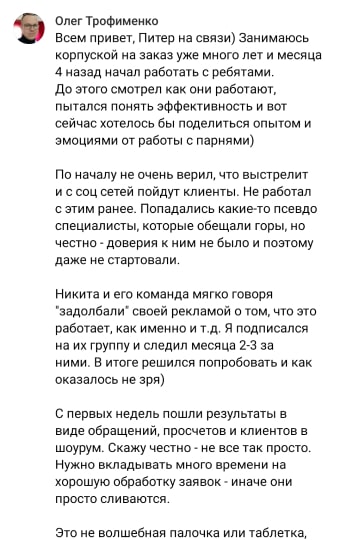 Олег Трофименко
Всем привет, Питер на связи) Занимаюсь
корпуской на заказ уже много лет и месяца
4 назад начал работать с ребятами.
До этого смотрел как они работают,
пытался понять эффективность и вот
сейчас хотелось бы поделиться опытом и
эмоциями от работы с парнями)
По началу не очень верил, что выстрелит
и с соц сетей пойдут клиенты. Не работал
с этим ранее. Попадались какие-то псевдо
специалисты, которые обещали горы, но
честно - доверия к ним не было и поэтому
даже не стартовали.
Никита и его команда мягко говоря
"задолбали" своей рекламой о том, что это
работает, как именно и т.д. Я подписался
на их группу и следил месяца 2-3 за
ними. В итоге решился попробовать и как
оказалось не зря)
С первых недель пошли результаты в
виде обращений, просчетов и клиентов в
шоурум. Скажу честно - не все так просто.
Нужно вкладывать много времени на
хорошую обработку заявок - иначе они
просто сливаются.
Это не волшебная палочка или таблетка,